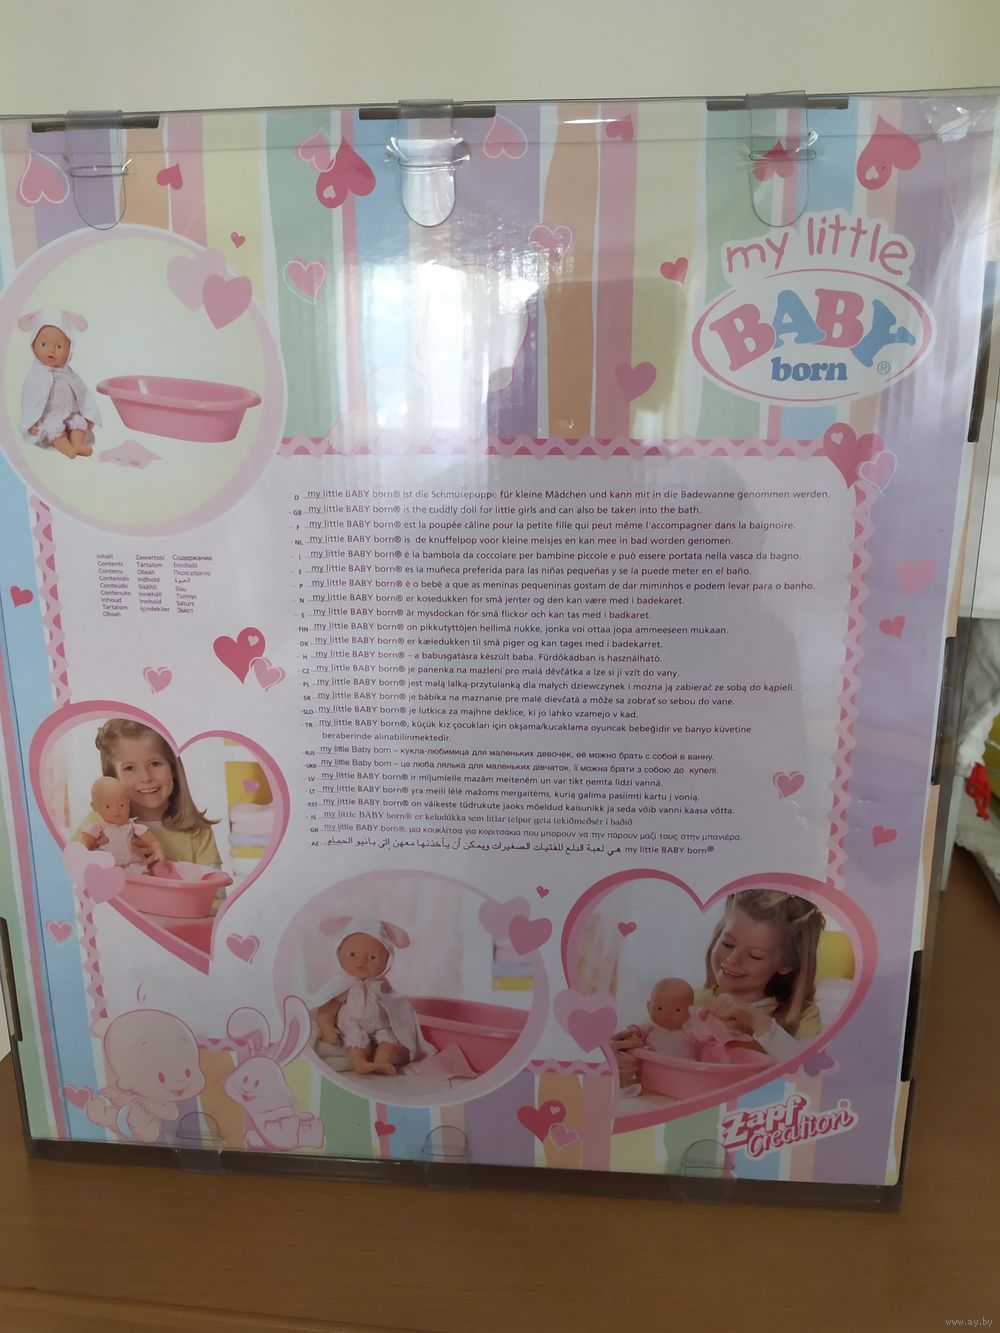 my little
BABY
born®
D my little BABY born® ist die Schmusepuppe für kleine Mädchen und kann mit in die Badewanne genommen werden.
GB my little BABY born® is the cuddly doll for little girls and can also be taken into the bath.
F my little BABY born® est la poupée câline pour la petite fille qui peut même l'accompagner dans la baignoire.
NL my little BABY born® is de knuffelpop voor kleine meisjes en kan mee in bad worden genomen.
I my little BABY born® è la bambola da coccolare per bambine piccole e può essere portata nella vasca da bagno.
E my little BABY born® es la muñeca preferida para las niñas pequeñas y se la puede meter en el baño.
P my little BABY born® é o bebé a que as meninas pequeninas gostam de dar miminhos e podem levar para o banho.
N my little BABY born® er kosedukken for små jenter og den kan være med i badekaret.
S my little BABY born® är mysdockan för små flickor och kan tas med i badkaret.
FIN my little BABY born® on pikkutyttöjen hellimä nukke, jonka voi ottaa jopa ammeeseen mukaan.
DK my little BABY born® er kæledukken til små piger og kan tages med i badekarret.
H my little BABY born® – a babusgatásra készült baba. Fürdőkádban is használható.
CZ my little BABY born® je panenka na mazlení pro malá děvčátka a lze si ji vzít do vany.
PL my little BABY born® jest małą lalką-przytulanką dla małych dziewczynek i można ją zabierać ze sobą do kąpieli.
SK my little BABY born® je bábika na maznanie pre malé dievčatá a môže sa zobrať so sebou do vane.
SLO my little BABY born® je lutkica za majhne deklice, ki jo lahko vzamejo v kad.
TR my little BABY born®, küçük kız çocukları için okşama/kucaklama oyuncak bebeğidir ve banyo küvetine
beraberinde alınabilinmektedir.
RUS my little Baby born – кукла-любимица для маленьких девочек, её можно брать с собой в ванну.
UKR my little Baby born – це люба лялька для маленьких дівчаток, її можна брати з собою до купелі.
LV my little BABY born® ir mīļumlelle mazām meitenēm un var tikt ņemta līdzi vannā.
LT my little BABY born® yra meili lėlė mažoms mergaitėms, kurią galima pasiimti kartu į vonią.
EST my little BABY born® on väikeste tüdrukute jaoks mõeldud kaisunikk ja seda võib vanni kaasa võtta.
IS my little BABY born® er keludúkka sem litlar telpur geta tekiðmeðsér í baðið.
GR my little BABY born®, μια κουκλίτσα για κοριτσάκια που μπορούν να την πάρουν μαζί τους στην μπανιέρα.
AE my little BABY born® هي لعبة الدلع للفتيات الصغيرات ويمكن أن يأخذنها معهن إلى بانيو الحمام.
Inhalt Zawartość Содержание
Contents Tartalom Innihald
Contenu Obsah Περιεχόμενα
Contenido Indhold العبوة
Conteúdo Sisältö Sisu
Contenuto Innehåll Turinys
Inhoud Innhold Saturs
Tartalom İçindekiler Зміст
Obsah
Zapf
Creation®
www.ay.by